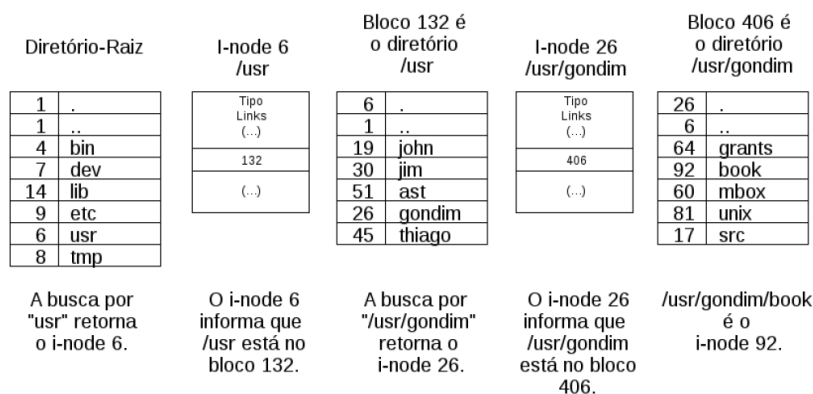 Diretório-Raiz
1 .
1 ..
4 bin
7 dev
14 lib
9 etc
6 usr
8 tmp
A busca por
"usr" retorna
o i-node 6.
I-node 6
/usr
Tipo
Links
(...)
132
(...)
O i-node 6
informa que
/usr está no
bloco 132.
Bloco 132 é
o diretório
/usr
6 .
1 ..
19 john
30 jim
51 ast
26 gondim
45 thiago
A busca por
"/usr/gondim"
retorna o
i-node 26.
I-node 26
/usr/gondim
Tipo
Links
(...)
406
(...)
O i-node 26
informa que
/usr/gondim
está no bloco
406.
Bloco 406 é
o diretório
/usr/gondim
26 .
6 ..
64 grants
92 book
60 mbox
81 unix
17 src
/usr/gondim/book
é o
i-node 92.